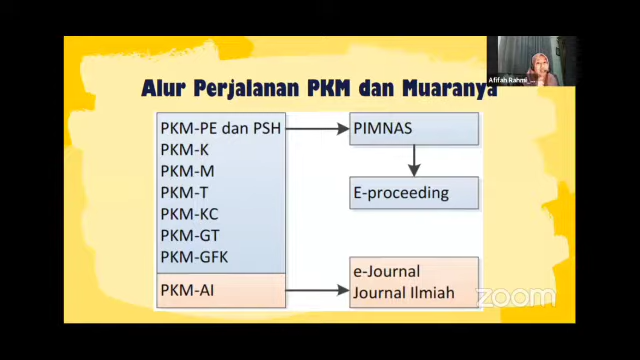 Afifah Rahmi
Alur Perjalanan PKM dan Muaranya
PKM-PE dan PSH
PKM-K
PKM-M
PKM-T
PKM-KC
PKM-GT
PKM-GFK
PKM-AI
PIMNAS
E-proceeding
e-Journal
Journal Ilmiah
zoom